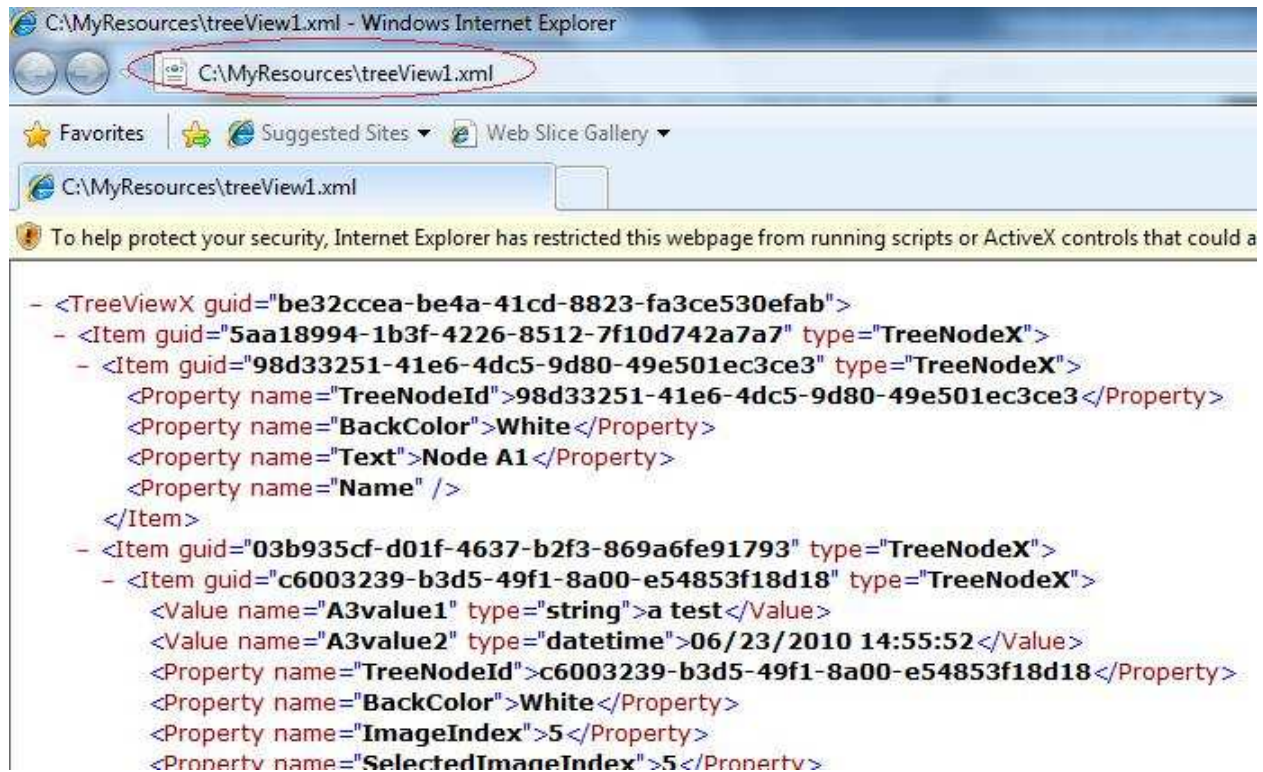 C:\MyResources\treeView1.xml - Windows Internet Explorer
C:\MyResources\treeView1.xml
Favorites Suggested Sites Web Slice Gallery
C:\MyResources\treeView1.xml
To help protect your security, Internet Explorer has restricted this webpage from running scripts or ActiveX controls that could a
- <TreeViewX guid="be32ccea-be4a-41cd-8823-fa3ce530efab">
- <Item guid="5aa18994-1b3f-4226-8512-7f10d742a7a7" type="TreeNodeX">
- <Item guid="98d33251-41e6-4dc5-9d80-49e501ec3ce3" type="TreeNodeX">
<Property name="TreeNodeId">98d33251-41e6-4dc5-9d80-49e501ec3ce3</Property>
<Property name="BackColor">White</Property>
<Property name="Text">Node A1</Property>
<Property name="Name" />
</Item>
- <Item guid="03b935cf-d01f-4637-b2f3-869a6fe91793" type="TreeNodeX">
- <Item guid="c6003239-b3d5-49f1-8a00-e54853f18d18" type="TreeNodeX">
<Value name="A3value1" type="string">a test</Value>
<Value name="A3value2" type="datetime">06/23/2010 14:55:52</Value>
<Property name="TreeNodeId">c6003239-b3d5-49f1-8a00-e54853f18d18</Property>
<Property name="BackColor">White</Property>
<Property name="ImageIndex">5</Property>
<Property name="SelectedImageIndex">5</Property>